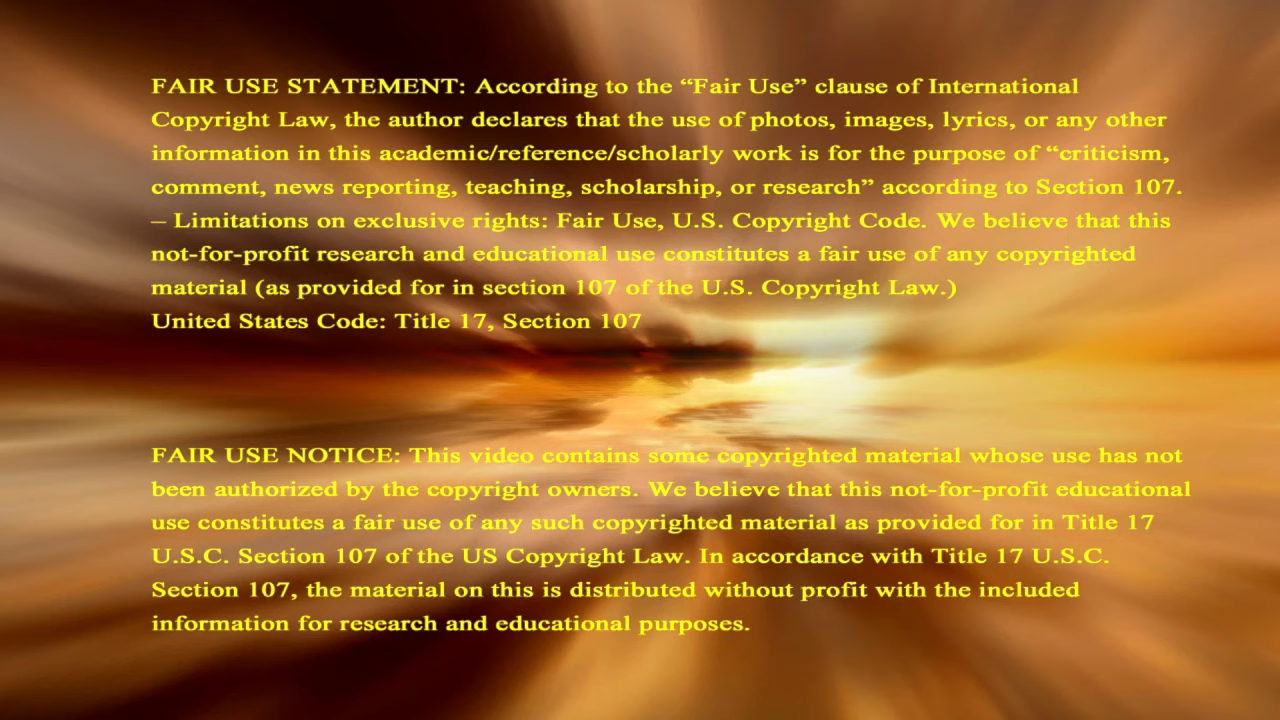 FAIR USE STATEMENT: According to the “Fair Use” clause of International
Copyright Law, the author declares that the use of photos, images, lyrics, or any other
information in this academic/reference/scholarly work is for the purpose of “criticism,
comment, news reporting, teaching, scholarship, or research” according to Section 107.
– Limitations on exclusive rights: Fair Use, U.S. Copyright Code. We believe that this
not-for-profit research and educational use constitutes a fair use of any copyrighted
material (as provided for in section 107 of the U.S. Copyright Law.)
United States Code: Title 17, Section 107
FAIR USE NOTICE: This video contains some copyrighted material whose use has not
been authorized by the copyright owners. We believe that this not-for-profit educational
use constitutes a fair use of any such copyrighted material as provided for in Title 17
U.S.C. Section 107 of the US Copyright Law. In accordance with Title 17 U.S.C.
Section 107, the material on this is distributed without profit with the included
information for research and educational purposes.